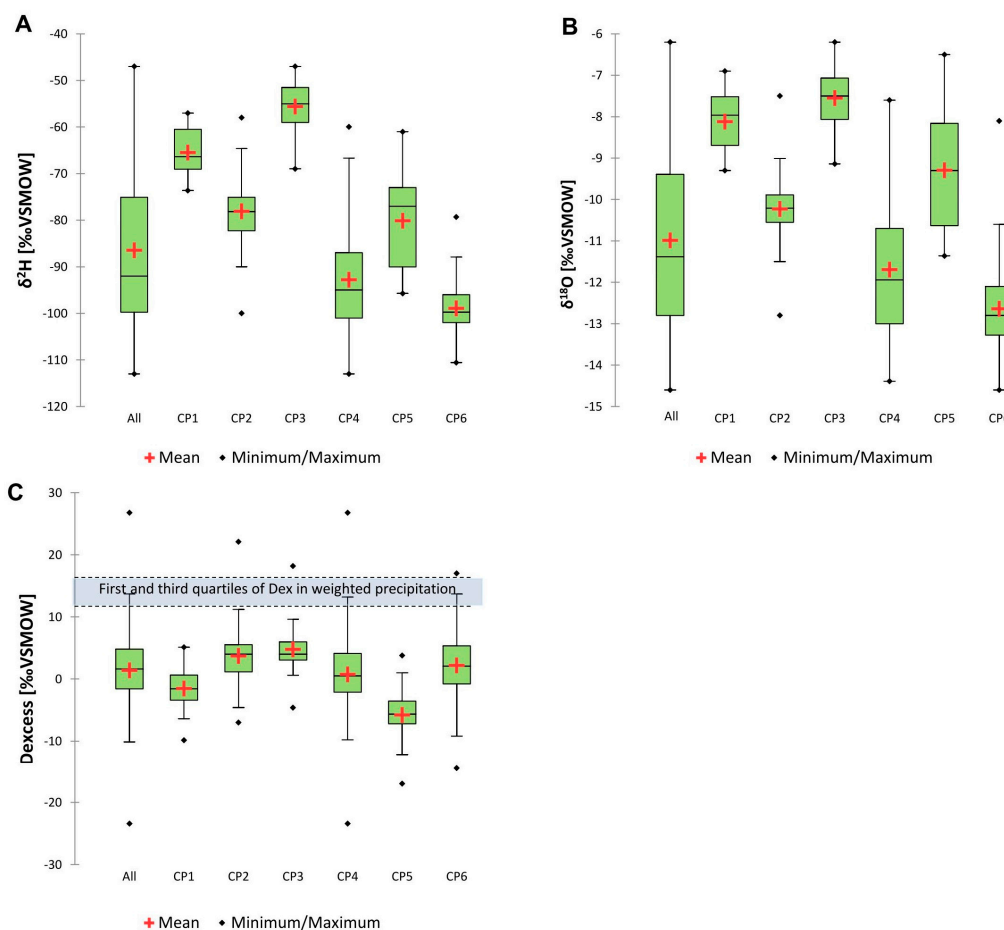 A
B
-40
-50
-60
-70
-80
-90
-100
-110
-120
δ²H [‰VSMOW]
All CP1 CP2 CP3 CP4 CP5 CP6
Mean Minimum/Maximum
-6
-7
-8
-9
-10
-11
-12
-13
-14
-15
δ¹⁸O [‰VSMOW]
All CP1 CP2 CP3 CP4 CP5
Mean Minimum/Maximum
C
30
20
10
0
-10
-20
-30
Dexcess [‰VSMOW]
First and third quartiles of Dex in weighted precipitation
All CP1 CP2 CP3 CP4 CP5 CP6
Mean Minimum/Maximum